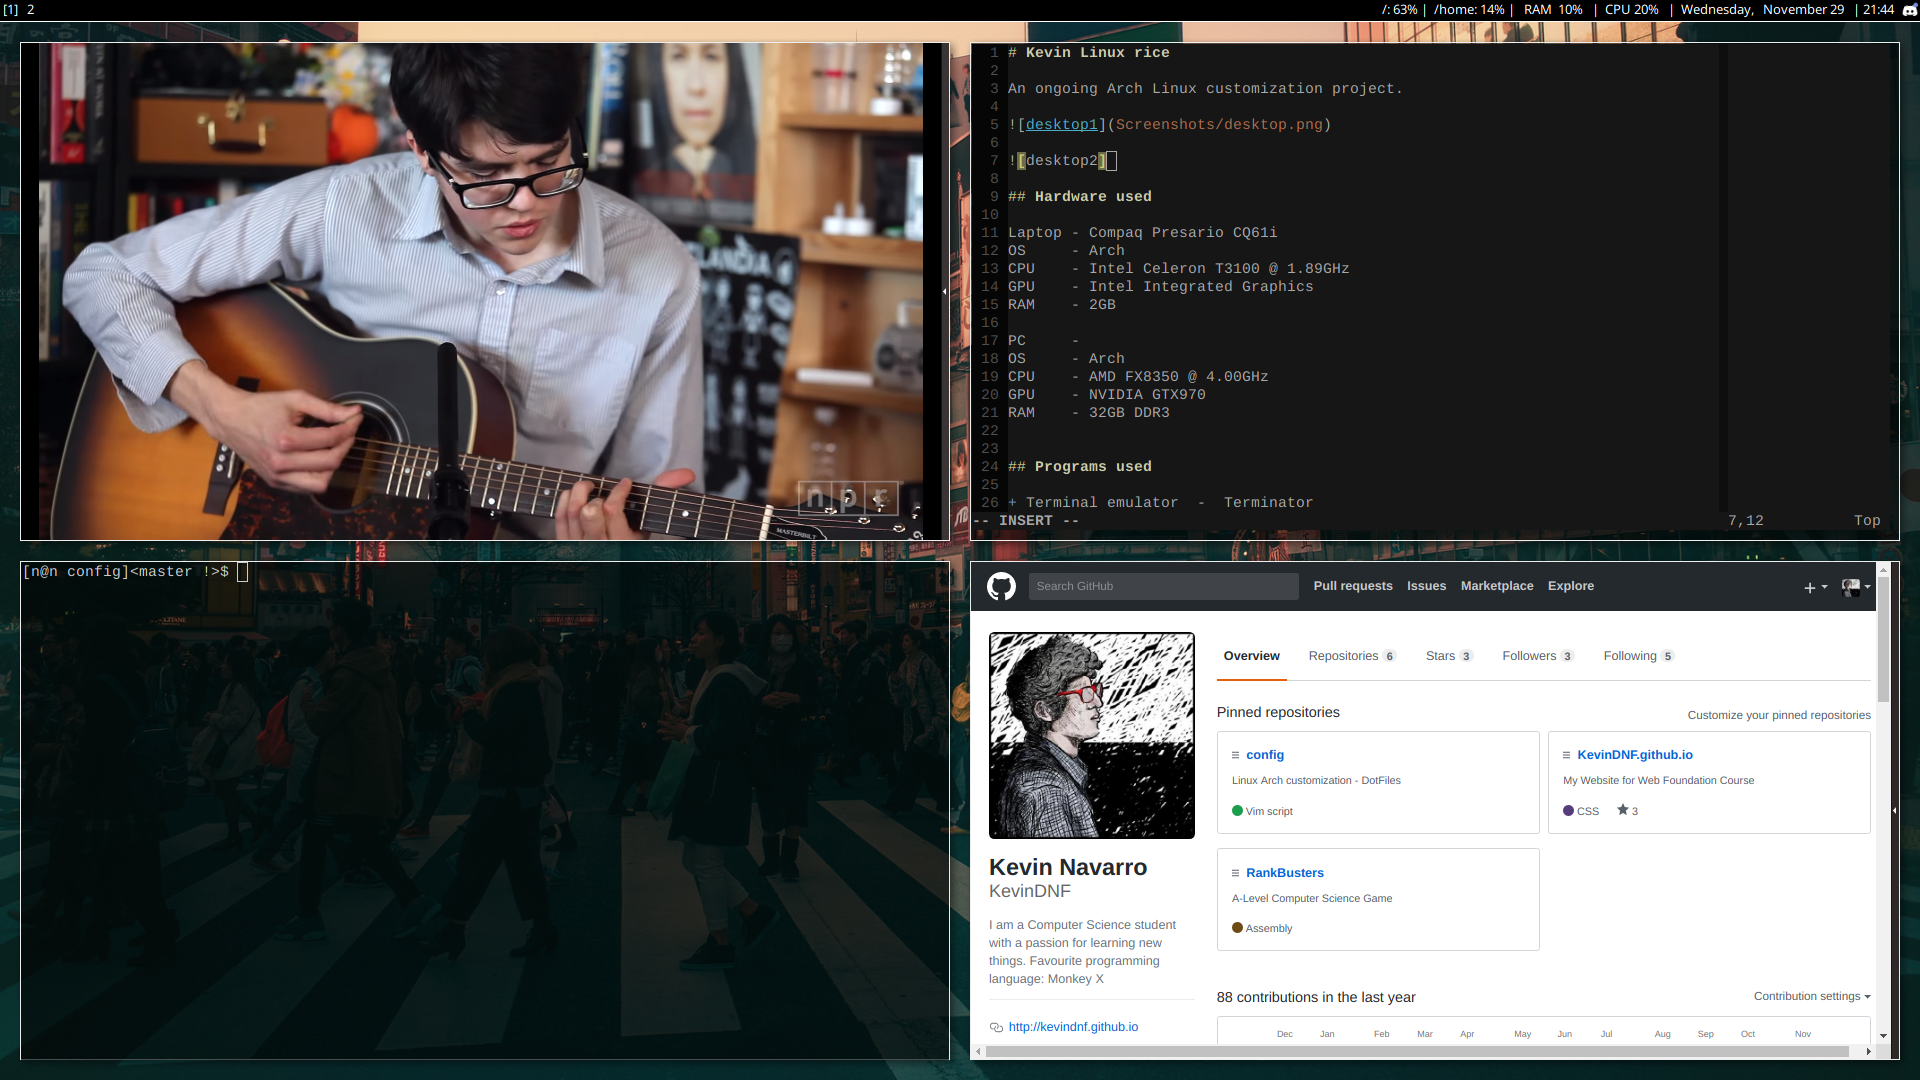 [1] 2
/: 63% | /home: 14% | RAM 10% | CPU 20% | Wednesday, November 29 | 21:44
npr
MASTERBILT
1 # Kevin Linux rice
2
3 An ongoing Arch Linux customization project.
4
5 ![desktop1](Screenshots/desktop.png)
6
7 ![desktop2]
8
9 ## Hardware used
10
11 Laptop - Compaq Presario CQ61i
12 OS - Arch
13 CPU - Intel Celeron T3100 @ 1.89GHz
14 GPU - Intel Integrated Graphics
15 RAM - 2GB
16
17 PC -
18 OS - Arch
19 CPU - AMD FX8350 @ 4.00GHz
20 GPU - NVIDIA GTX970
21 RAM - 32GB DDR3
22
23
24 ## Programs used
25
26 + Terminal emulator - Terminator
-- INSERT -- 7,12 Top
[n@n config]<master !>$
Search GitHub
Pull requests Issues Marketplace Explore
Overview Repositories 6 Stars 3 Followers 3 Following 5
Pinned repositories
Customize your pinned repositories
config
Linux Arch customization - DotFiles
Vim script
KevinDNF.github.io
My Website for Web Foundation Course
CSS 3
RankBusters
A-Level Computer Science Game
Assembly
Kevin Navarro
KevinDNF
I am a Computer Science student
with a passion for learning new
things. Favourite programming
language: Monkey X
http://kevindnf.github.io
88 contributions in the last year
Contribution settings
Dec Jan Feb Mar Apr May Jun Jul Aug Sep Oct Nov